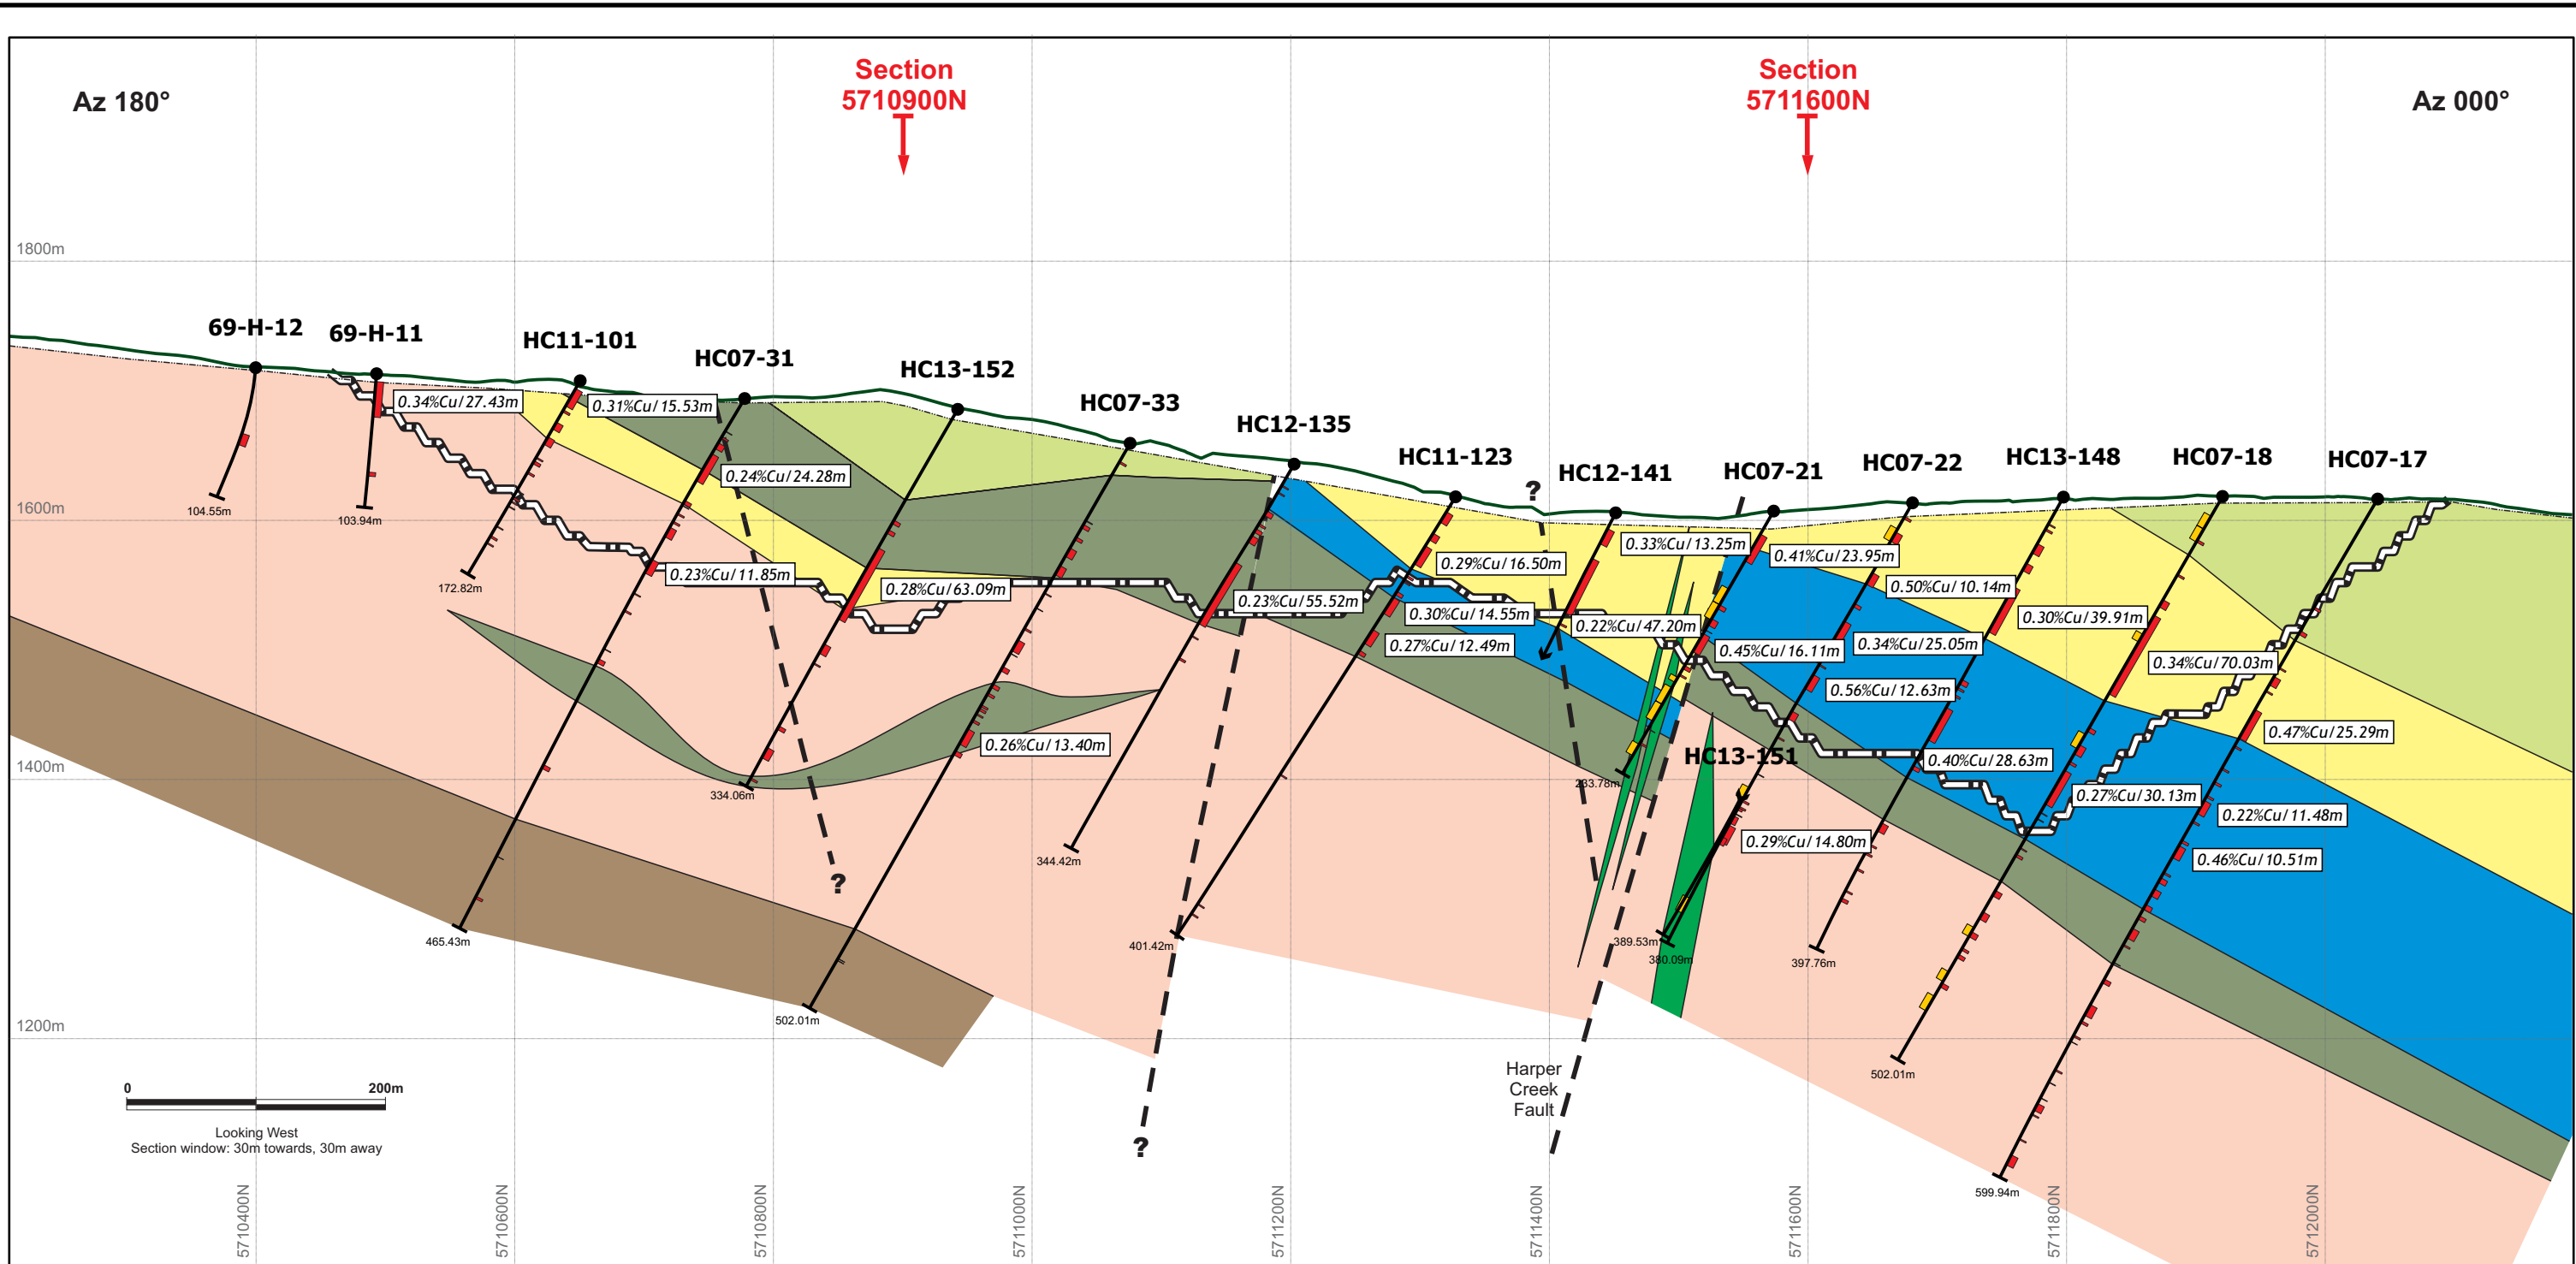 Section
5710900N
Section
5711600N
Az 180°
Az 000°
1800m
69-H-12
69-H-11
HC11-101
HC07-31
HC13-152
HC07-33
HC12-135
HC11-123
HC12-141
HC07-21
HC07-22
HC13-148
HC07-18
HC07-17
0.34%Cu/27.43m
0.31%Cu/15.53m
0.24%Cu/24.28m
?
1600m
104.55m
103.94m
0.33%Cu/13.25m
0.41%Cu/23.95m
0.29%Cu/16.50m
0.23%Cu/11.85m
172.82m
0.28%Cu/63.09m
0.23%Cu/55.52m
0.50%Cu/10.14m
0.30%Cu/14.55m
0.22%Cu/47.20m
0.30%Cu/39.91m
0.27%Cu/12.49m
0.45%Cu/16.11m
0.34%Cu/25.05m
0.34%Cu/70.03m
0.56%Cu/12.63m
0.26%Cu/13.40m
0.47%Cu/25.29m
HC13-151
0.40%Cu/28.63m
1400m
334.06m
233.78m
0.27%Cu/30.13m
0.22%Cu/11.48m
0.29%Cu/14.80m
344.42m
0.46%Cu/10.51m
?
465.43m
401.42m
389.53m
380.09m
397.76m
1200m
502.01m
Harper
Creek
Fault
502.01m
0
200m
Looking West
Section window: 30m towards, 30m away
?
599.94m
5710400N
5710600N
5710800N
5711000N
5711200N
5711400N
5711600N
5711800N
5712000N